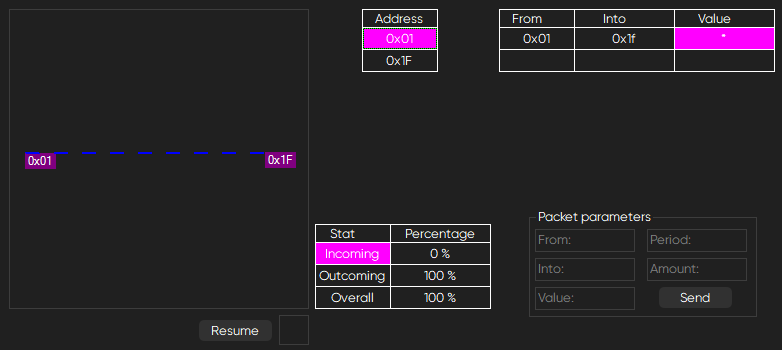 Address
0x01
0x1F
From Into Value
0x01 0x1f *
0x01
0x1F
Stat Percentage
Incoming 0 %
Outcoming 100 %
Overall 100 %
Packet parameters
From: Period:
Into: Amount:
Value: Send
Resume